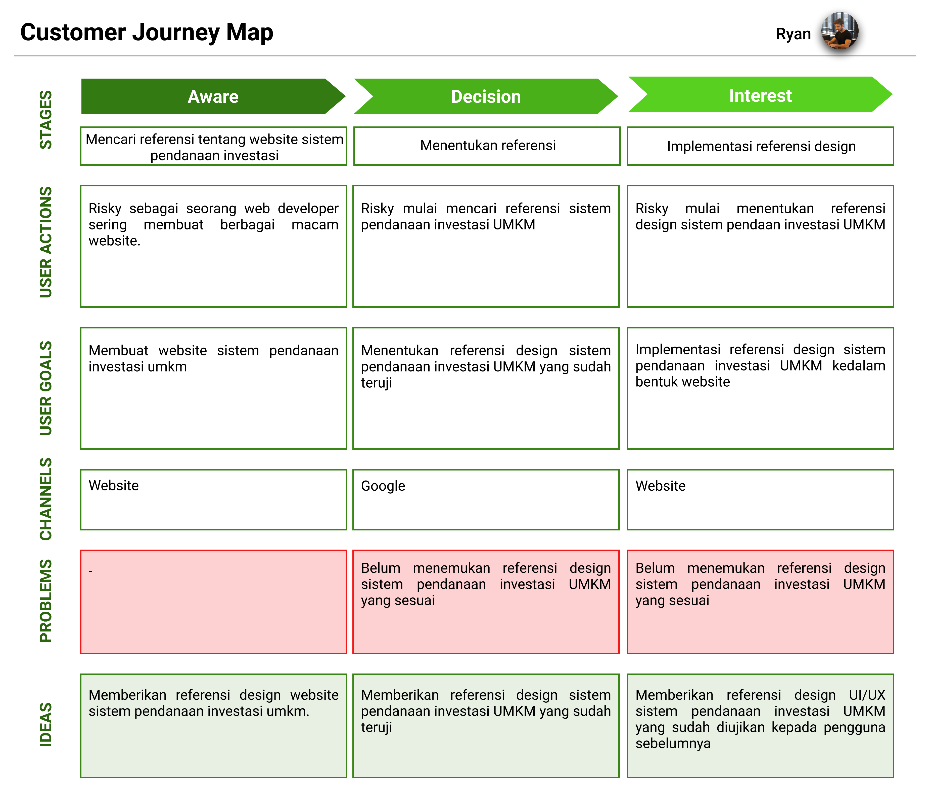 Customer Journey Map
Ryan
STAGES
Aware
Decision
Interest
Mencari referensi tentang website sistem
pendanaan investasi
Menentukan referensi
Implementasi referensi design
USER ACTIONS
Risky sebagai seorang web developer
sering membuat berbagai macam
website.
Risky mulai mencari referensi sistem
pendanaan investasi UMKM
Risky mulai menentukan referensi
design sistem pendaan investasi UMKM
USER GOALS
Membuat website sistem pendanaan
investasi umkm
Menentukan referensi design sistem
pendanaan investasi UMKM yang sudah
teruji
Implementasi referensi design sistem
pendanaan investasi UMKM kedalam
bentuk website
CHANNELS
Website
Google
Website
PROBLEMS
-
Belum menemukan referensi design
sistem pendanaan investasi UMKM
yang sesuai
Belum menemukan referensi design
sistem pendanaan investasi UMKM
yang sesuai
IDEAS
Memberikan referensi design website
sistem pendanaan investasi umkm.
Memberikan referensi design sistem
pendanaan investasi UMKM yang sudah
teruji
Memberikan referensi design UI/UX
sistem pendanaan investasi UMKM
yang sudah diujikan kepada pengguna
sebelumnya